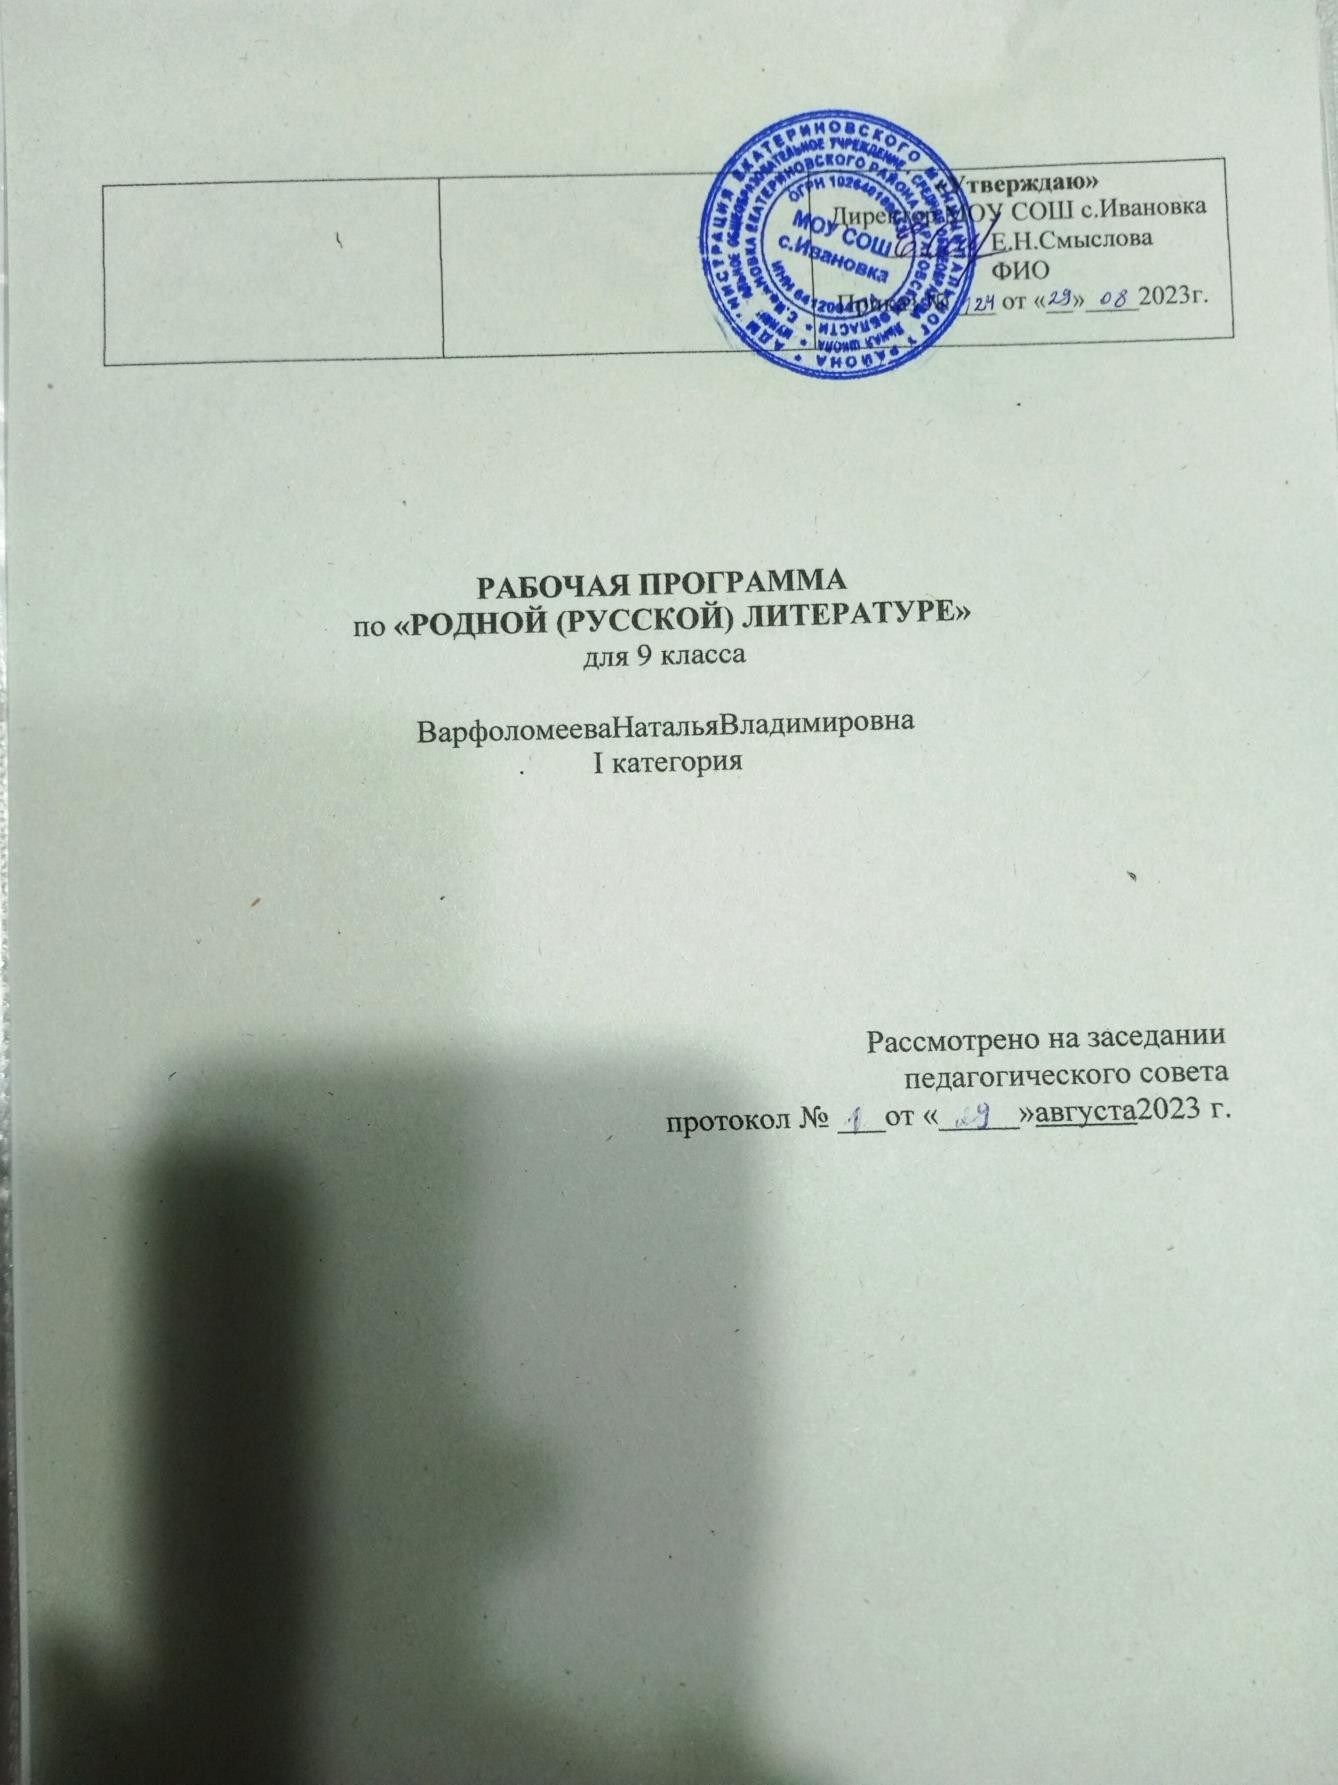 «Утверждаю»
Директор МОУ СОШ с.Ивановка
Е.Н.Смыслова
ФИО
Приказ № 124 от «29» 08 2023г.
МОУ СОШ
с.Ивановка
РАБОЧАЯ ПРОГРАММА
по «РОДНОЙ (РУССКОЙ) ЛИТЕРАТУРЕ»
для 9 класса
ВарфоломееваНатальяВладимировна
I категория
Рассмотрено на заседании
педагогического совета
протокол № 1 от « 29 »августа2023 г.